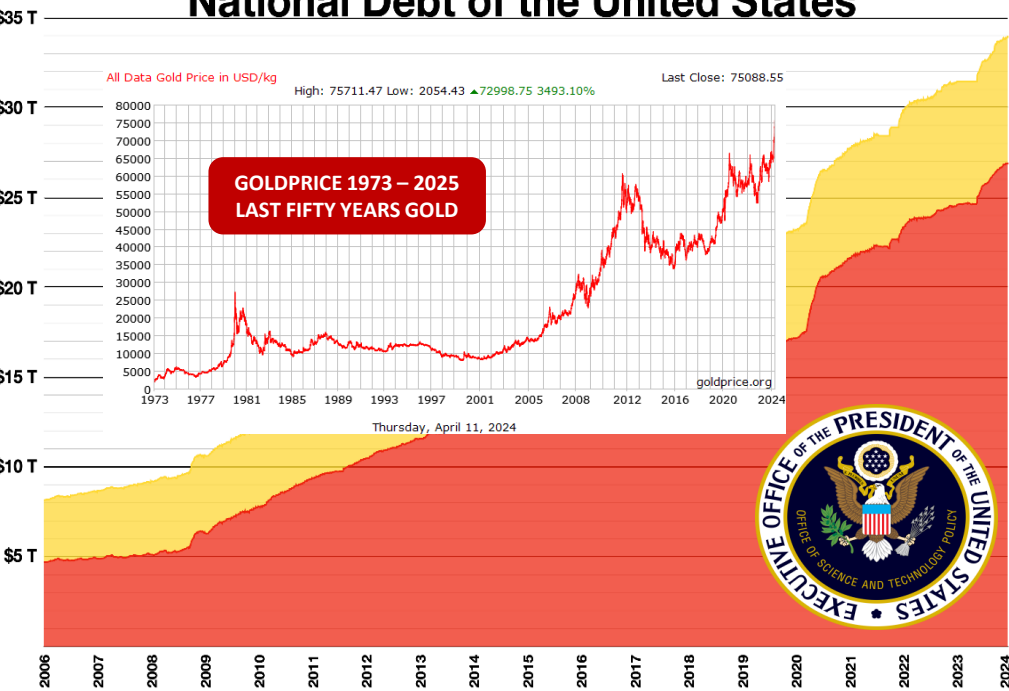 National Debt of the United States
$35 T
$30 T
$25 T
$20 T
$15 T
$10 T
$5 T
All Data Gold Price in USD/kg
Last Close: 75088.55
High: 75711.47 Low: 2054.43 ▲72998.75 3493.10%
80000
75000
70000
65000
60000
55000
50000
45000
40000
35000
30000
25000
20000
15000
10000
5000
0
GOLDPRICE 1973 – 2025
LAST FIFTY YEARS GOLD
goldprice.org
1973 1977 1981 1985 1989 1993 1997 2001 2005 2008 2012 2016 2020 2024
Thursday, April 11, 2024
EXECUTIVE OFFICE OF THE PRESIDENT OF THE UNITED STATES
OFFICE OF SCIENCE AND TECHNOLOGY POLICY
2006 2007 2008 2009 2010 2011 2012 2013 2014 2015 2016 2017 2018 2019 2020 2021 2022 2023 2024